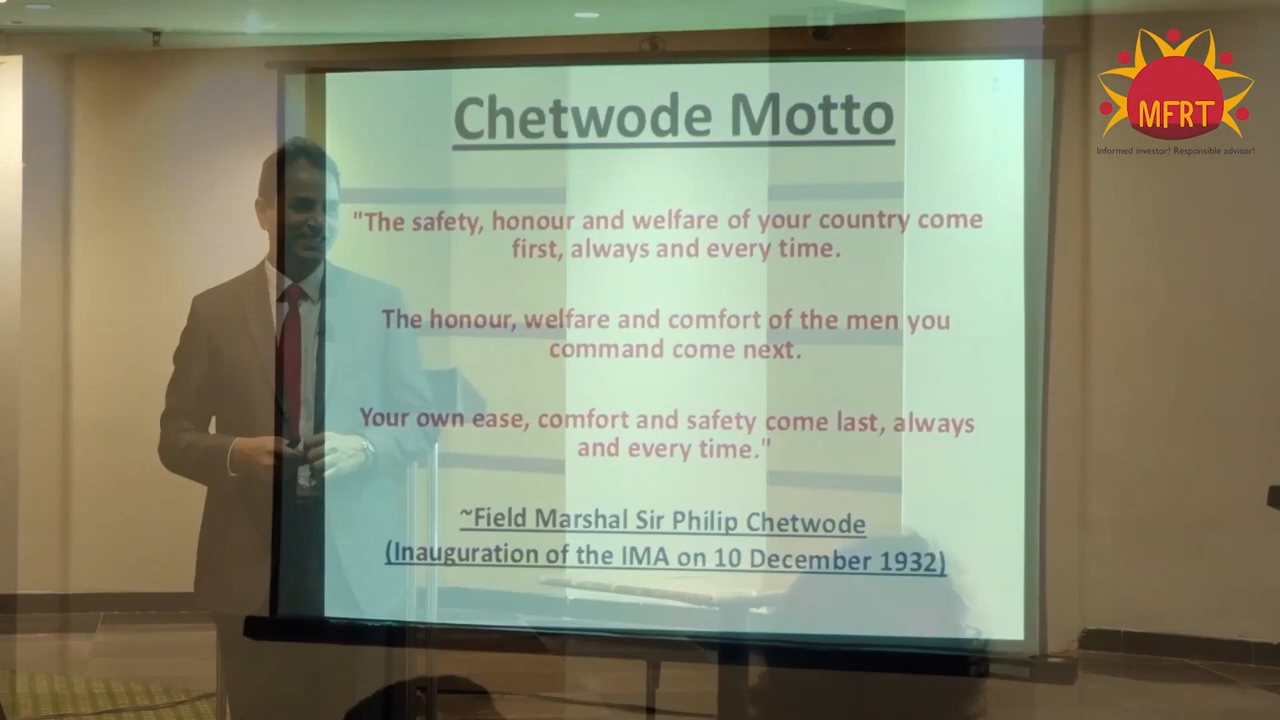 Chetwode Motto
"The safety, honour and welfare of your country come
first, always and every time.
The honour, welfare and comfort of the men you
command come next.
Your own ease, comfort and safety come last, always
and every time."
~Field Marshal Sir Philip Chetwode
(Inauguration of the IMA on 10 December 1932)
MFRT
Informed investor! Responsible advisor!